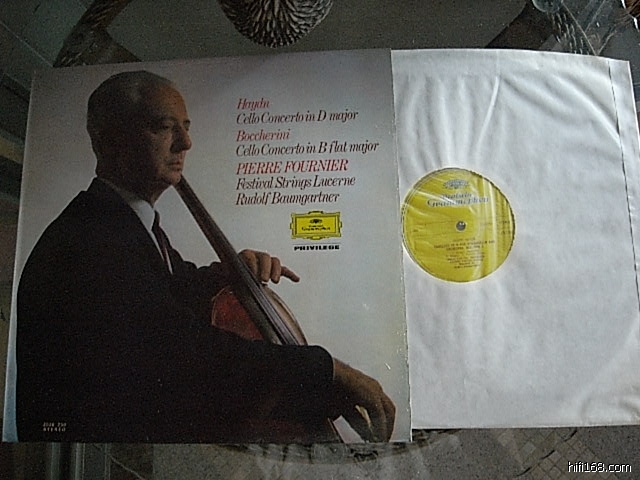 Haydn
Cello Concerto in D major
Boccherini
Cello Concerto in B flat major
PIERRE FOURNIER
Festival Strings Lucerne
Rudolf Baumgartner
Deutsche
Grammophon
PRIVILEGE
STEREO
Deutsche
Grammophon
hifi168.com